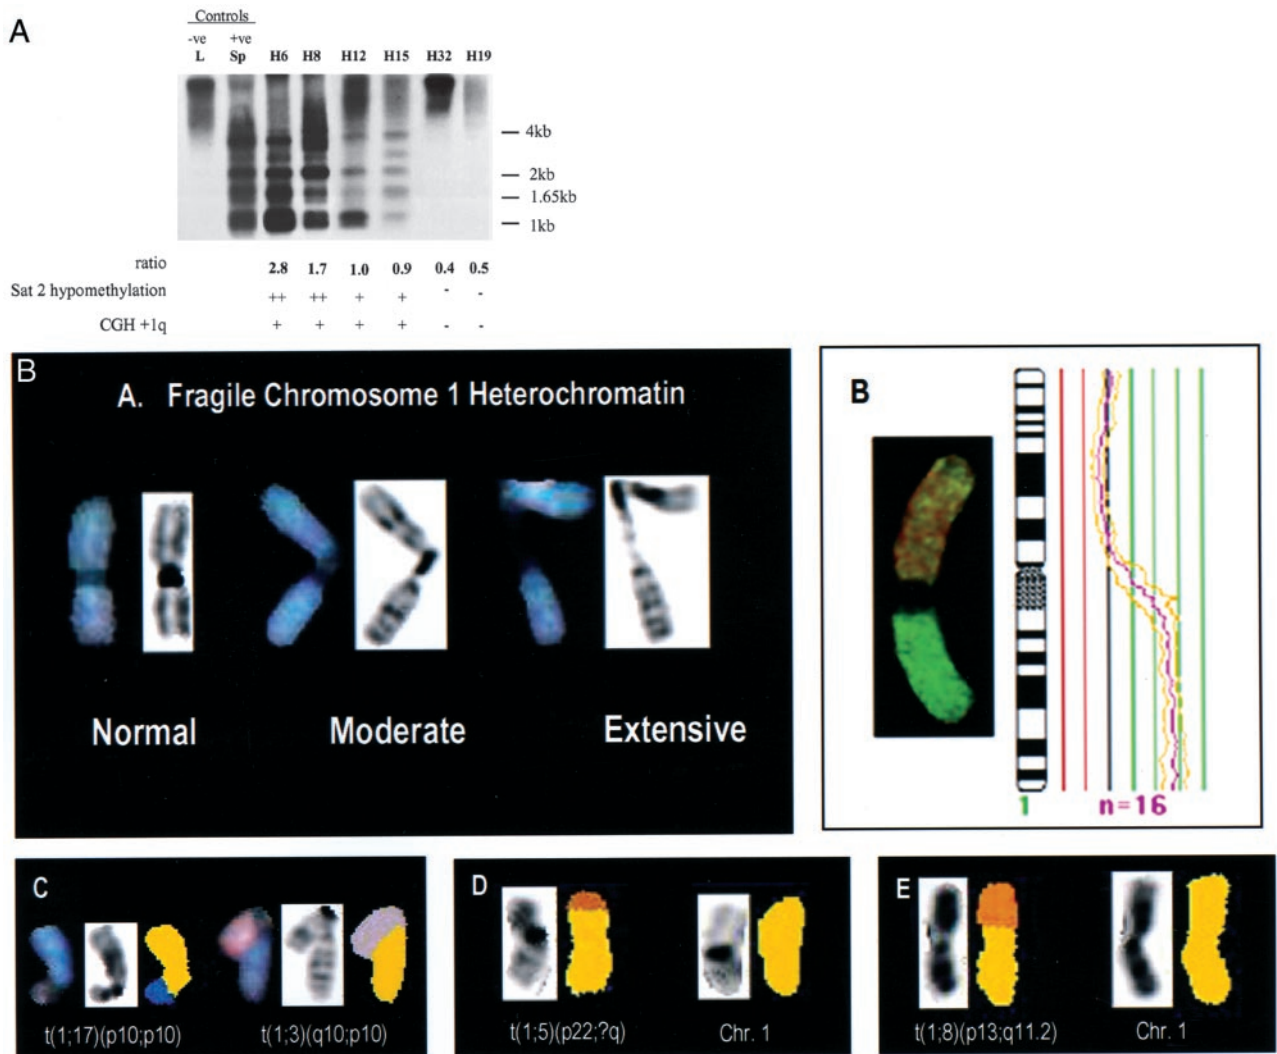 A
Controls
-ve +ve
L Sp H6 H8 H12 H15 H32 H19
4kb
2kb
1.65kb
1kb
ratio 2.8 1.7 1.0 0.9 0.4 0.5
Sat 2 hypomethylation ++ ++ + + - -
CGH +1q + + + + - -
B
A. Fragile Chromosome 1 Heterochromatin
Normal Moderate Extensive
B
1 n=16
C
t(1;17)(p10;p10) t(1;3)(q10;p10)
D
t(1;5)(p22;?q) Chr. 1
E
t(1;8)(p13;q11.2) Chr. 1